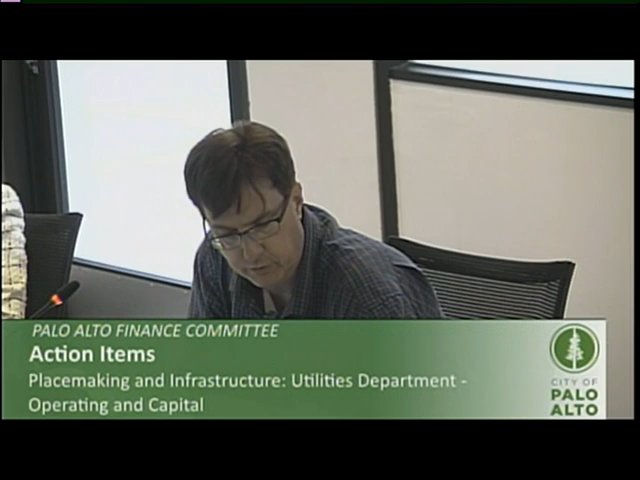 PALO ALTO FINANCE COMMITTEE
Action Items
Placemaking and Infrastructure: Utilities Department -
Operating and Capital
CITY OF
PALO
ALTO